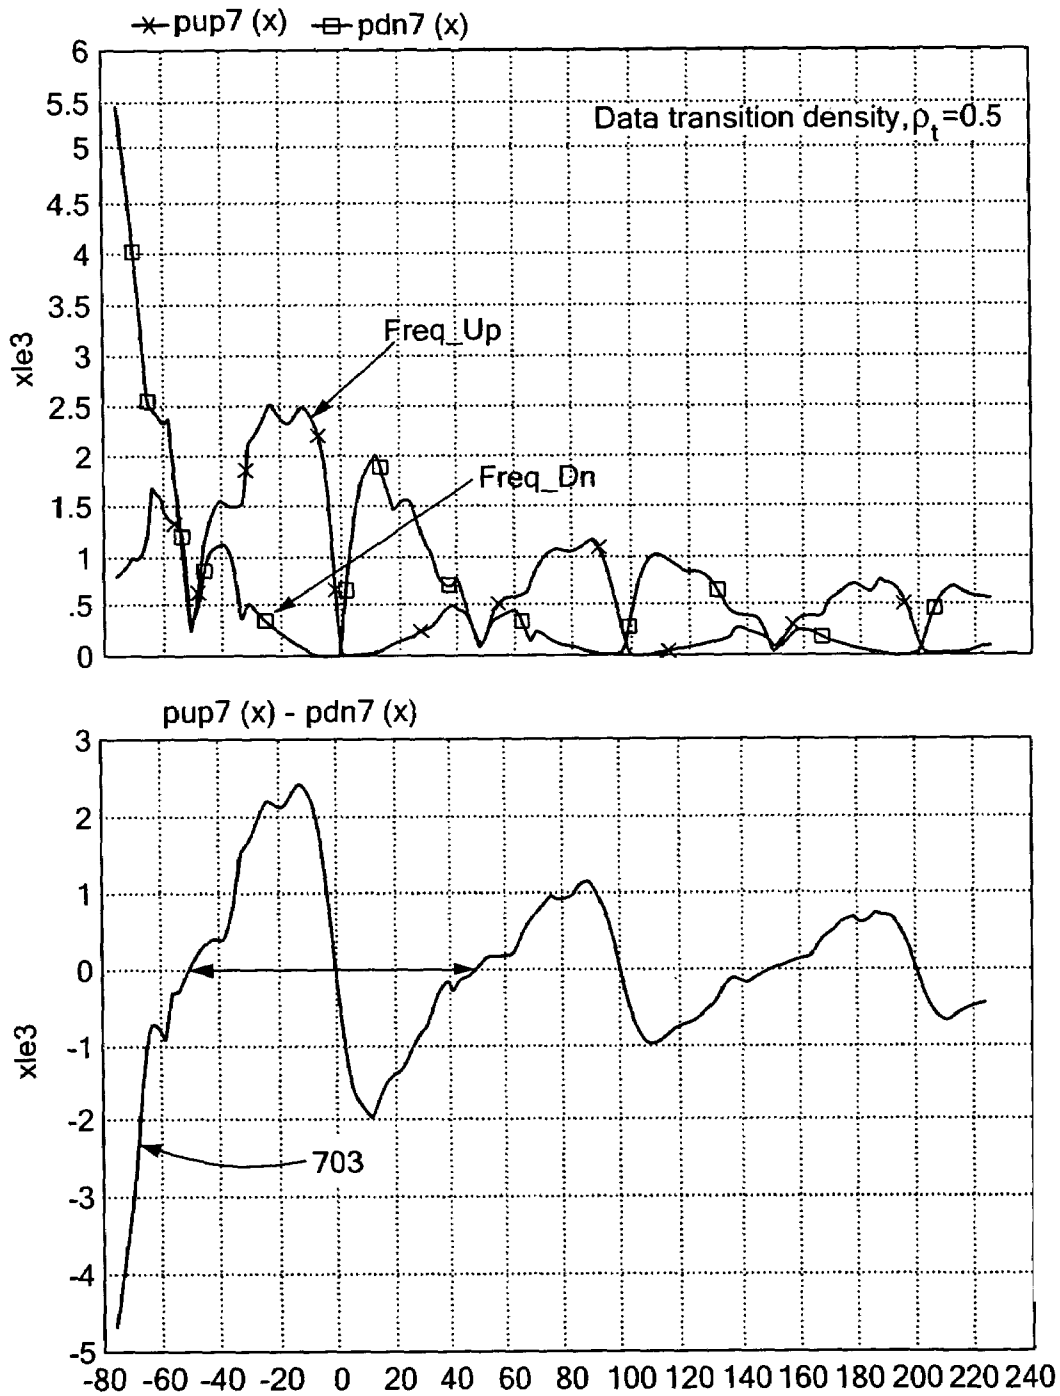 pup7 (x) pdn7 (x)
6
5.5
Data transition density,ρt=0.5
5
4.5
4
3.5
xle3
Freq_Up
3
2.5
2
Freq_Dn
1.5
1
.5
0
pup7 (x) - pdn7 (x)
3
2
1
0
xle3
-1
-2
703
-3
-4
-5
-80 -60 -40 -20 0 20 40 60 80 100 120 140 160 180 200 220 240